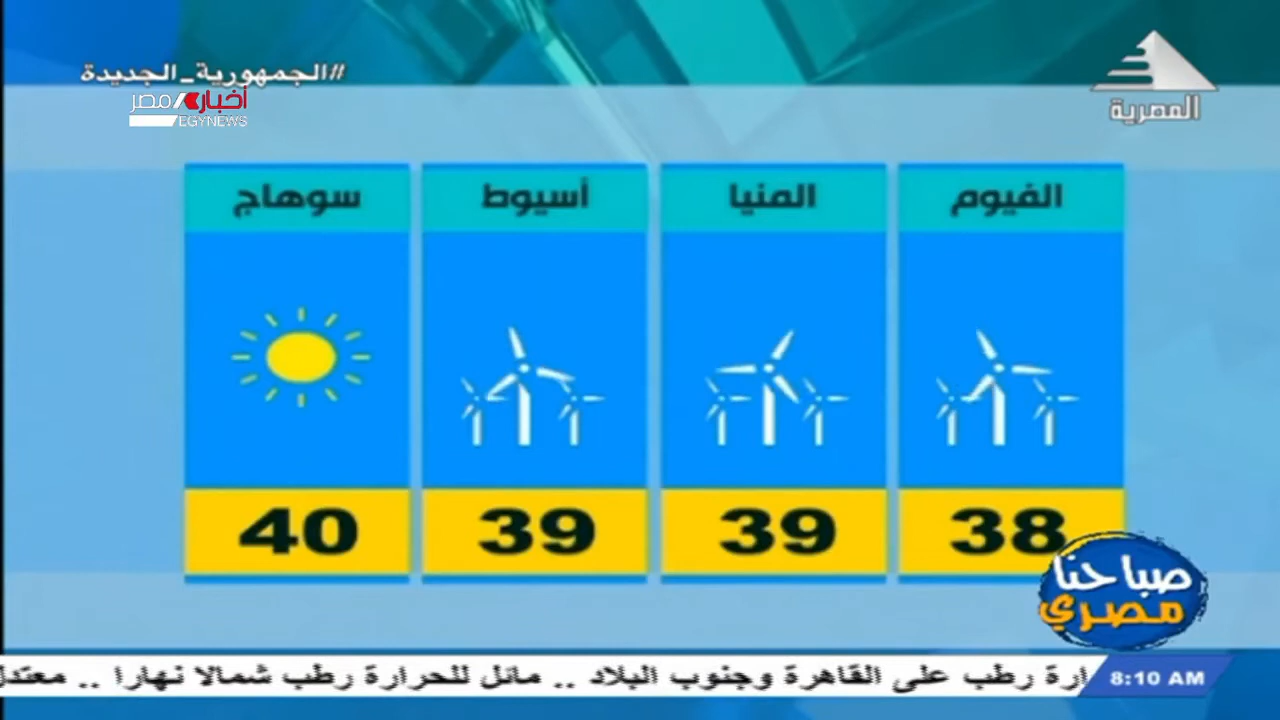 #الجمهورية_الجديدة
أخبار مصر
EGYNEWS
المصرية
الفيوم
المنيا
أسيوط
سوهاج
38
39
39
40
صباحنا
مصري
8:10 AM
رطب على القاهرة وجنوب البلاد .. مائل للحرارة رطب شمالا نهارا ..